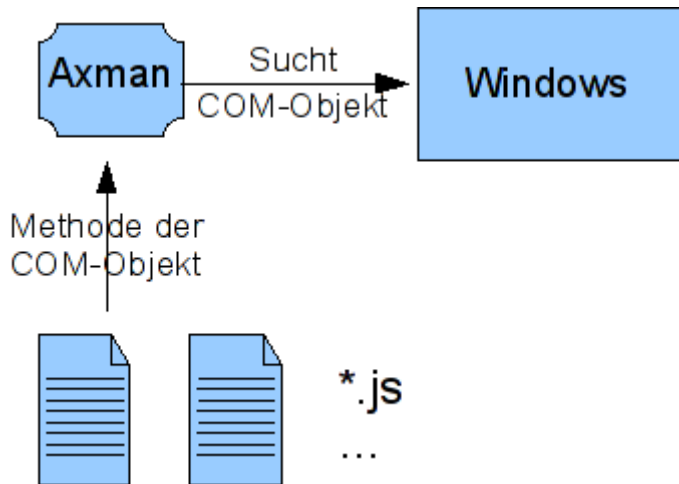 Axman
Sucht
COM-Objekt
Windows
Methode der
COM-Objekt
*.js
...